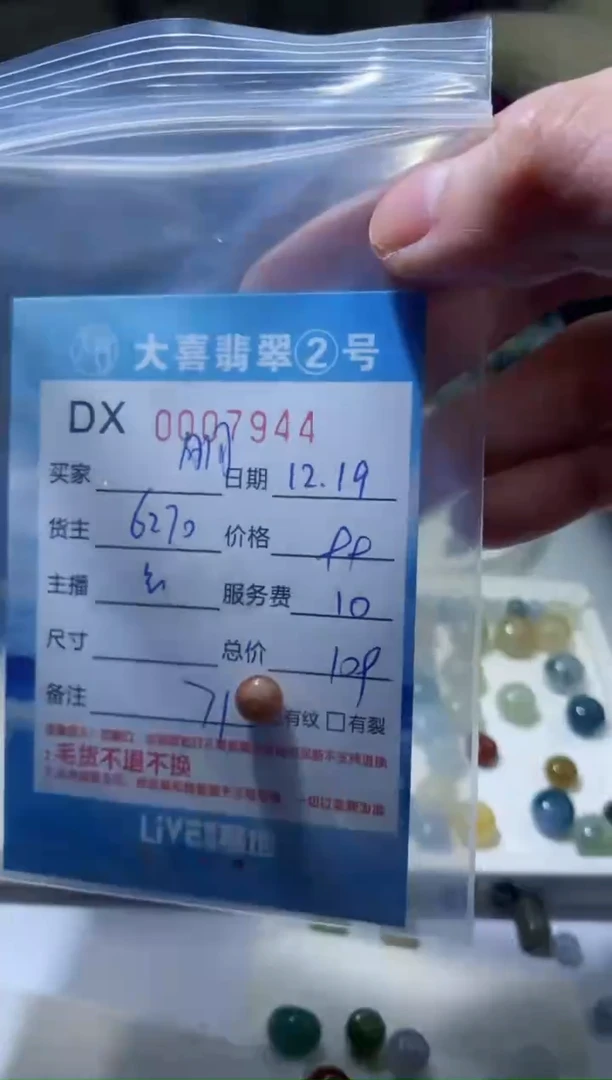 大喜翡翠②号
DX 0007944
买家 日期 12.19
货主 6270 价格 99
主播 服务费 10
尺寸 总价 109
备注 71 有纹 □有裂
毛货不退不换
LiVE